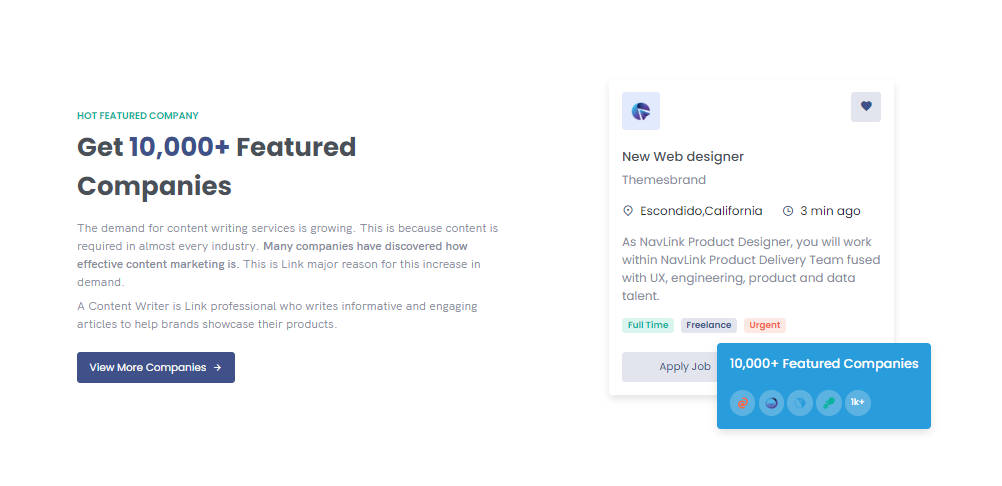 HOT FEATURED COMPANY
Get 10,000+ Featured
Companies
The demand for content writing services is growing. This is because content is
required in almost every industry. Many companies have discovered how
effective content marketing is. This is Link major reason for this increase in
demand.
A Content Writer is Link professional who writes informative and engaging
articles to help brands showcase their products.
View More Companies
New Web designer
Themesbrand
Escondido,California 3 min ago
As NavLink Product Designer, you will work
within NavLink Product Delivery Team fused
with UX, engineering, product and data
talent.
Full Time Freelance Urgent
Apply Job
10,000+ Featured Companies
1k+